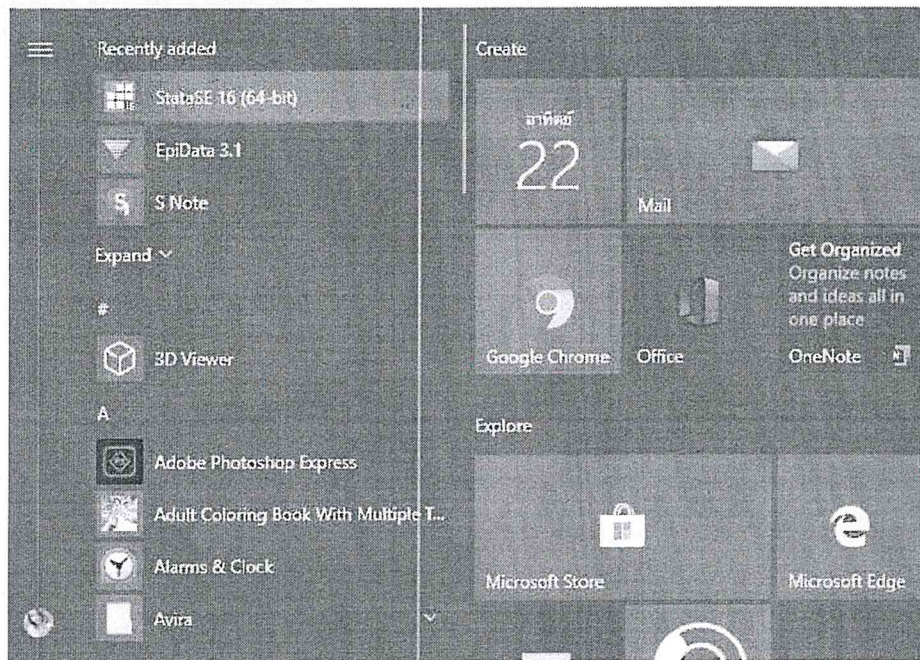 Recently added
StataSE 16 (64-bit)
EpiData 3.1
S Note
Expand
#
3D Viewer
A
Adobe Photoshop Express
Adult Coloring Book With Multiple T...
Alarms & Clock
Avira
Create
อาทิตย์
22
Mail
Google Chrome
Office
Get Organized
Organize notes
and ideas all in
one place
OneNote
Explore
Microsoft Store
Microsoft Edge